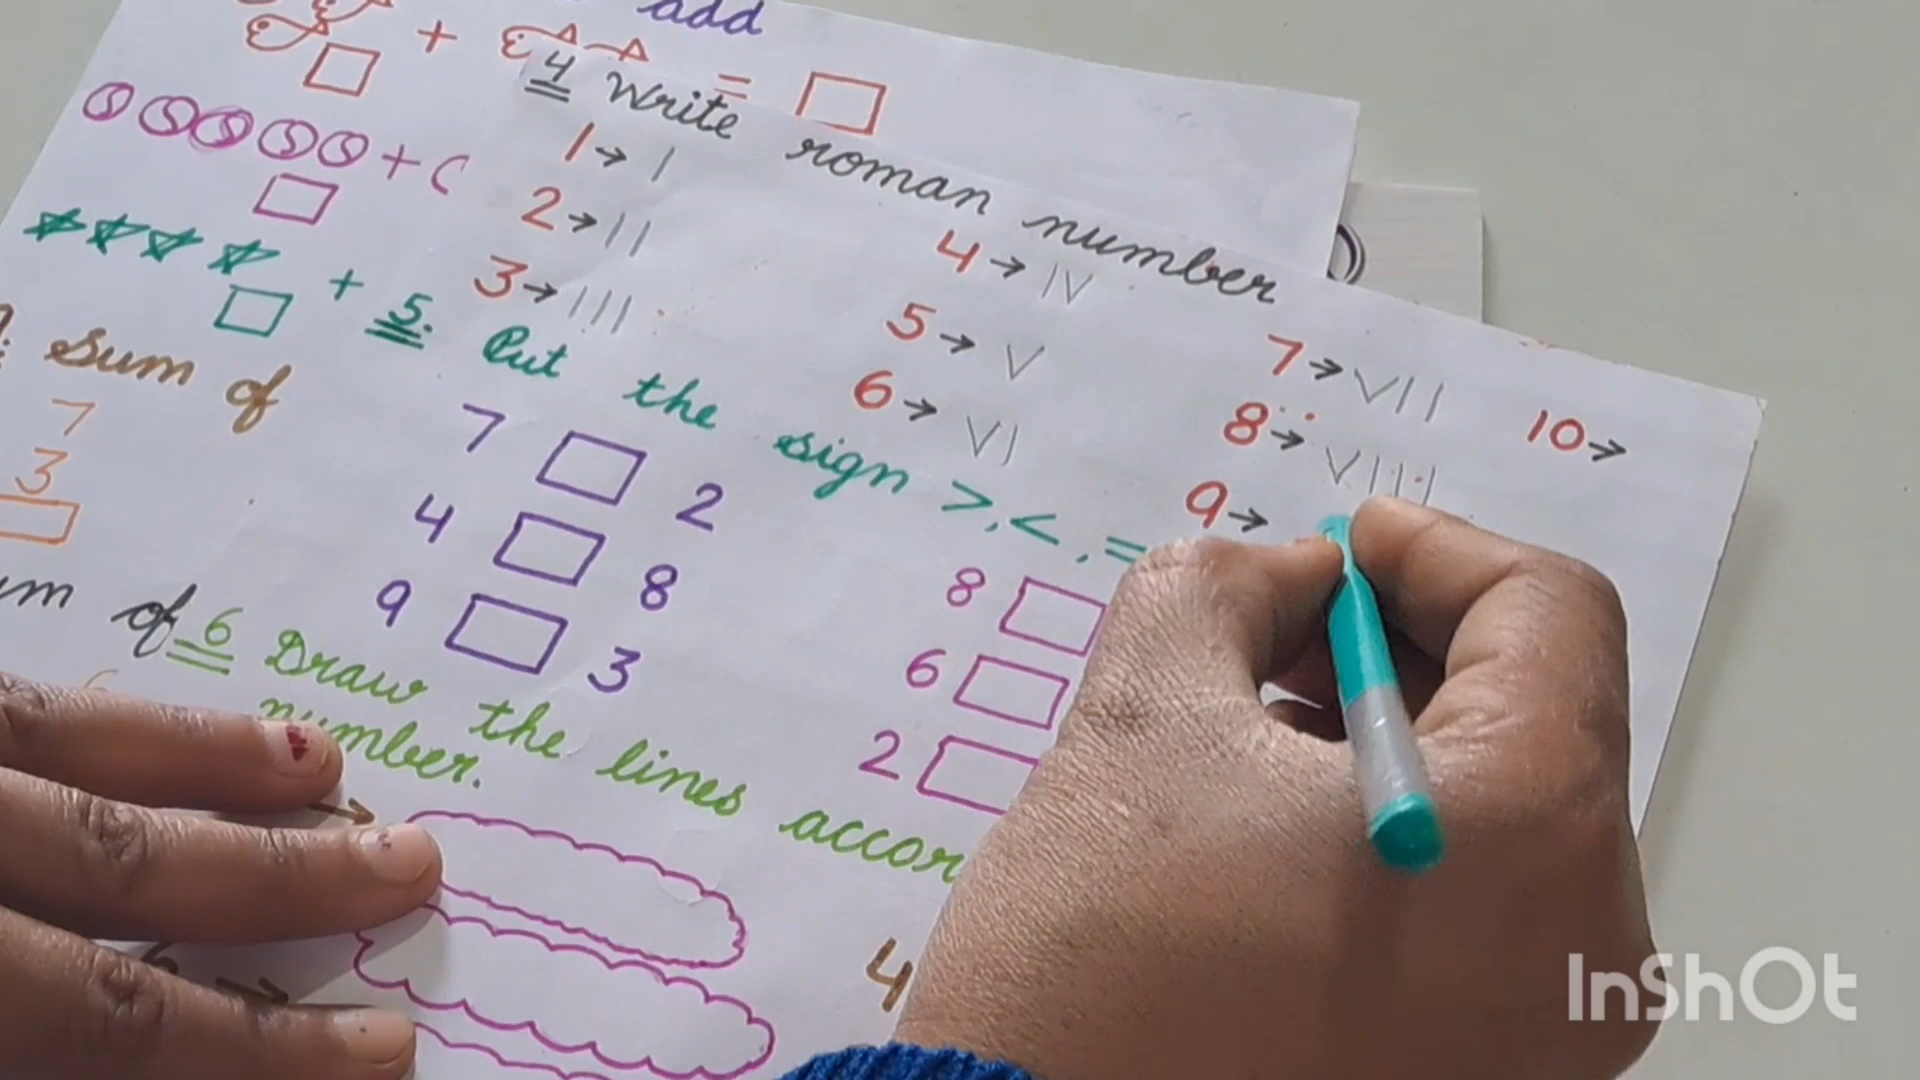 add
+ =
4 Write roman number
1→ I
2→ II
3→ III
4→ IV
5→ V
6→ VI
7→ VII
8→ VIII
9→
10→
+
+
5. Put the sign >, <, =
7 2
4 8
9 3
8
6
2
Sum of
7
3
of
6 Draw the lines
number.
4
InShOt